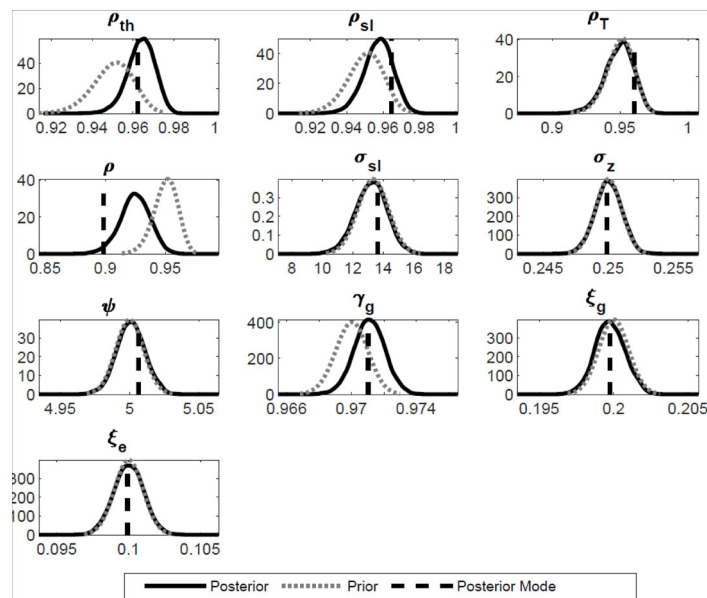 ρth ρsl ρT
40 20 0 0.92 0.94 0.96 0.98 1
40 20 0 0.92 0.94 0.96 0.98 1
40 20 0 0.9 0.95 1
ρ σsl σz
40 20 0 0.85 0.9 0.95
0.3 0.2 0.1 0 8 10 12 14 16 18
300 200 100 0 0.245 0.25 0.255
ψ γg ξg
30 20 10 0 4.95 5 5.05
400 200 0 0.966 0.97 0.974
300 200 100 0 0.195 0.2 0.205
ξe
300 200 100 0 0.095 0.1 0.105
Posterior Prior Posterior Mode